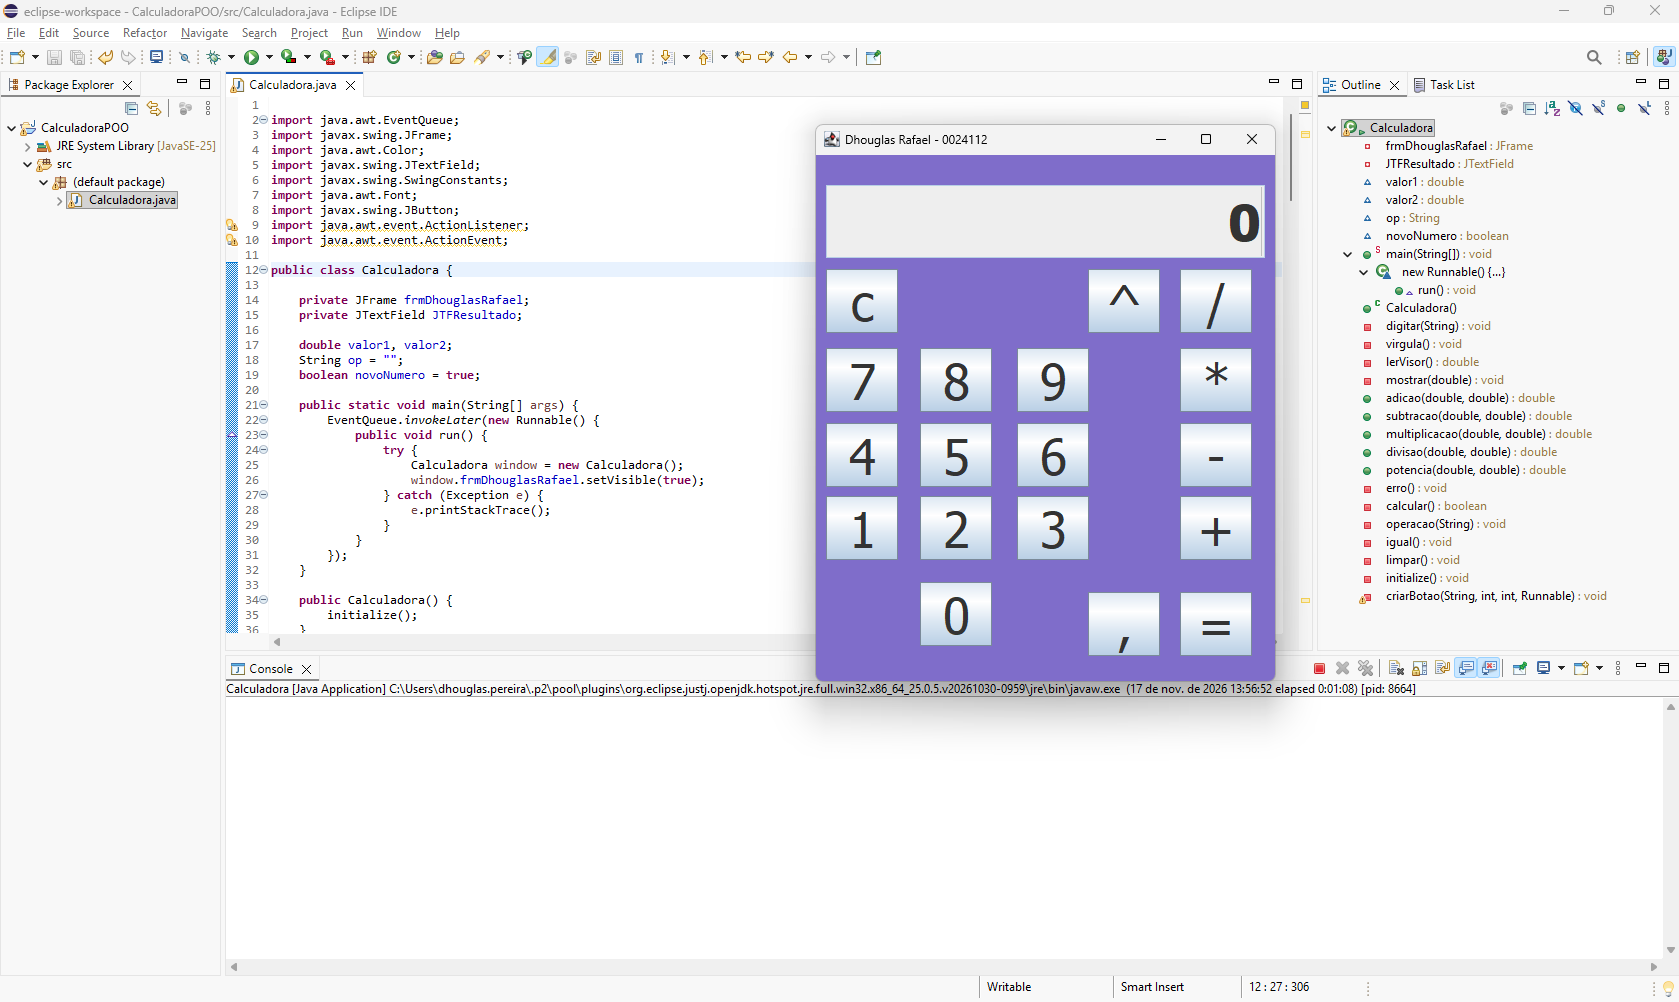 eclipse-workspace - CalculadoraPOO/src/Calculadora.java - Eclipse IDE
File Edit Source Refactor Navigate Search Project Run Window Help
Package Explorer
CalculadoraPOO
JRE System Library [JavaSE-25]
src
(default package)
Calculadora.java
Calculadora.java
1
2 import java.awt.EventQueue;
3 import javax.swing.JFrame;
4 import java.awt.Color;
5 import javax.swing.JTextField;
6 import javax.swing.SwingConstants;
7 import java.awt.Font;
8 import javax.swing.JButton;
9 import java.awt.event.ActionListener;
10 import java.awt.event.ActionEvent;
11
12 public class Calculadora {
13
14 private JFrame frmDhouglasRafael;
15 private JTextField JTFResultado;
16
17 double valor1, valor2;
18 String op = "";
19 boolean novoNumero = true;
20
21 public static void main(String[] args) {
22 EventQueue.invokeLater(new Runnable() {
23 public void run() {
24 try {
25 Calculadora window = new Calculadora();
26 window.frmDhouglasRafael.setVisible(true);
27 } catch (Exception e) {
28 e.printStackTrace();
29 }
30 }
31 });
32 }
33
34 public Calculadora() {
35 initialize();
36 }
Dhouglas Rafael - 0024112
0
c ^ /
7 8 9 *
4 5 6 -
1 2 3 +
0 , =
Outline Task List
Calculadora
frmDhouglasRafael : JFrame
JTFResultado : JTextField
valor1 : double
valor2 : double
op : String
novoNumero : boolean
main(String[]) : void
new Runnable() {...}
run() : void
Calculadora()
digitar(String) : void
virgula() : void
lerVisor() : double
mostrar(double) : void
adicao(double, double) : double
subtracao(double, double) : double
multiplicacao(double, double) : double
divisao(double, double) : double
potencia(double, double) : double
erro() : void
calcular() : boolean
operacao(String) : void
igual() : void
limpar() : void
initialize() : void
criarBotao(String, int, int, Runnable) : void
Console
Calculadora [Java Application] C:\Users\dhouglas.pereira\.p2\pool\plugins\org.eclipse.justj.openjdk.hotspot.jre.full.win32.x86_64_25.0.5.v20261030-0959\jre\bin\javaw.exe (17 de nov. de 2026 13:56:52 elapsed 0:01:08) [pid: 8664]
Writable Smart Insert 12 : 27 : 306